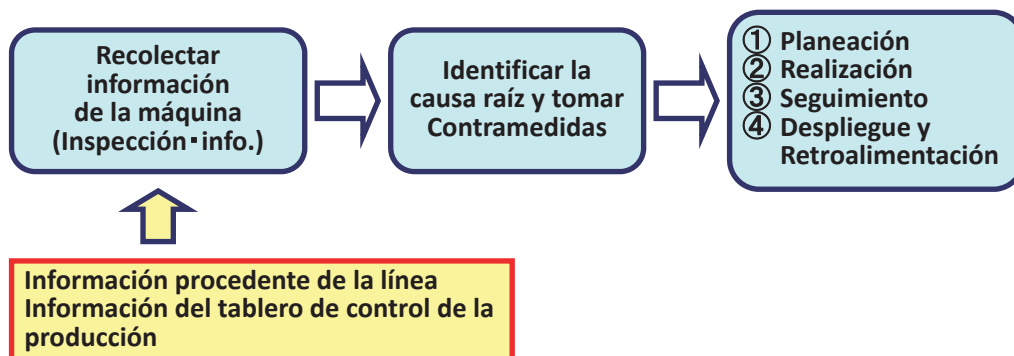 Recolectar
información
de la máquina
(Inspección･info.)
Identificar la
causa raíz y tomar
Contramedidas
① Planeación
② Realización
③ Seguimiento
④ Despliegue y
Retroalimentación
Información procedente de la línea
Información del tablero de control de la
producción